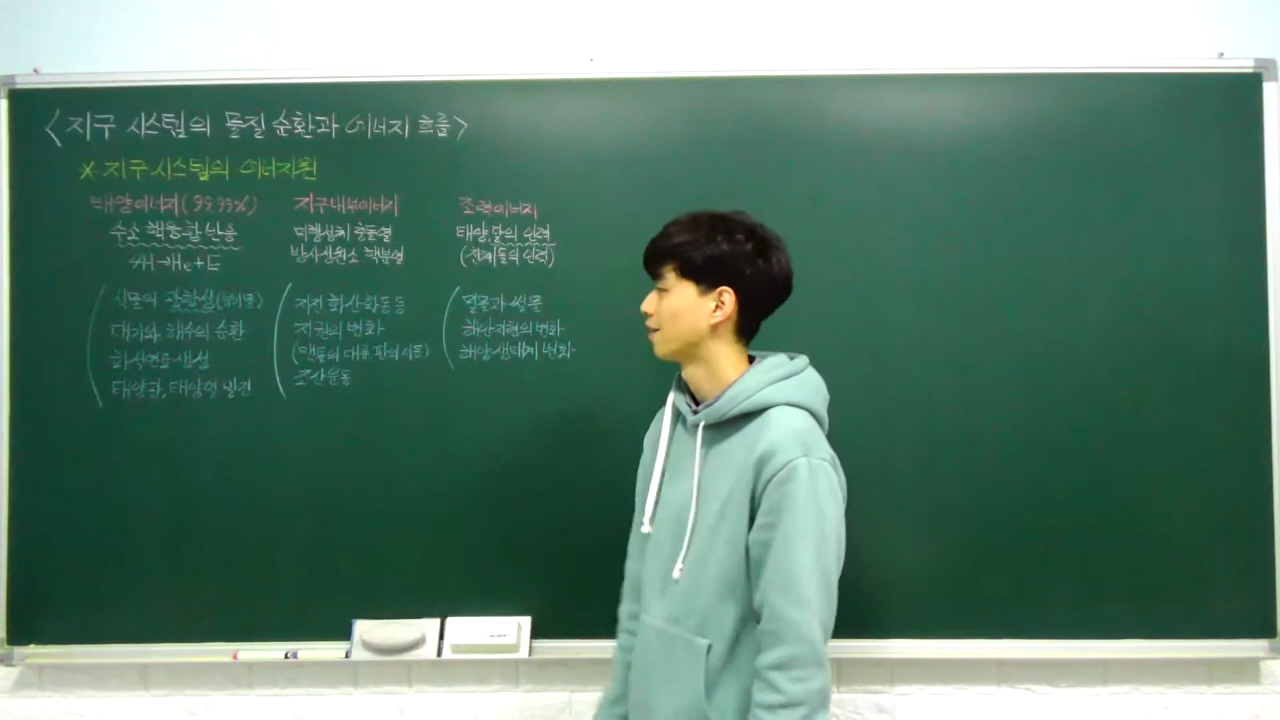 <지구 시스템의 물질 순환과 에너지 흐름>
* 지구시스템의 에너지원
태양에너지(99.99%)
수소 핵융합 반응
4H→He+E
식물의 광합성(유기물)
대기와 해수의 순환
화석연료 생성
태양광, 태양열 발전
지구내부에너지
미행성체 충돌열
방사성원소 핵분열
지진 화산활동 등
지권의 변화
(맨틀의 대류 판의 이동)
조산운동
조력에너지
태양, 달의 인력
(천체들의 인력)
밀물과 썰물
해안지형의 변화
해양 생태계 변화